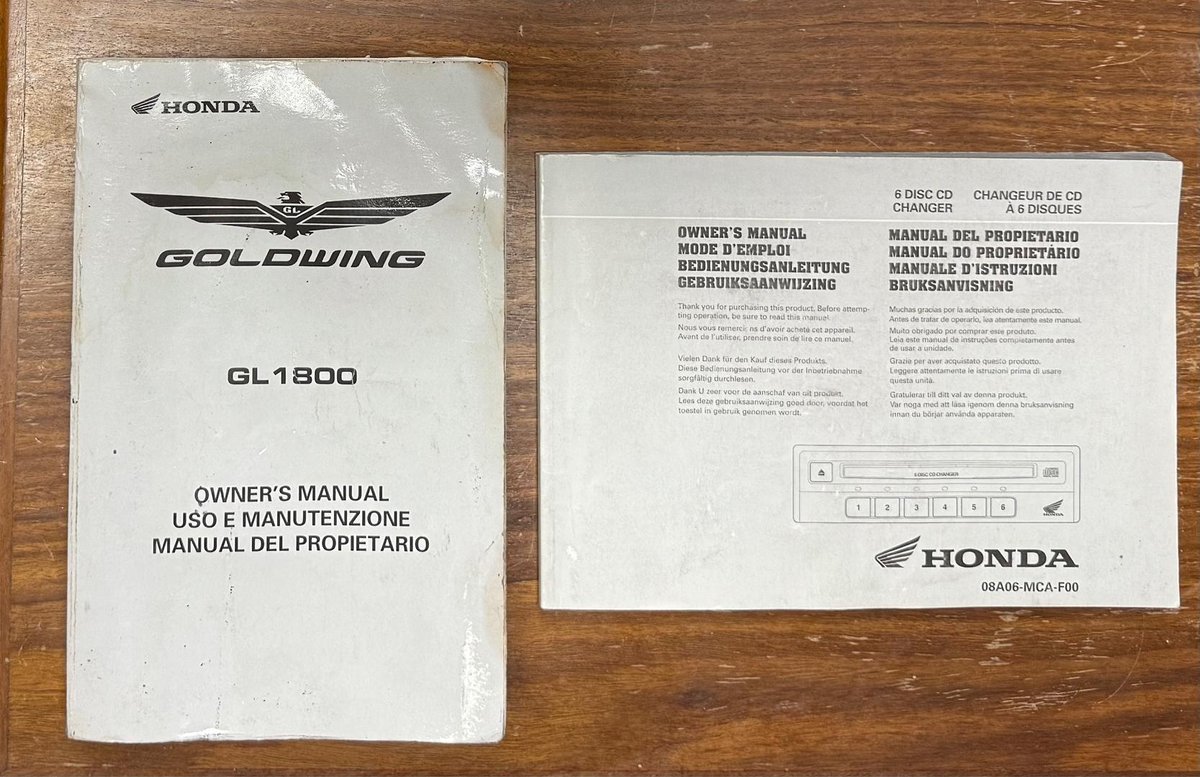 HONDA
GL
GOLDWING
GL1800
OWNER'S MANUAL
USO E MANUTENZIONE
MANUAL DEL PROPIETARIO
6 DISC CD
CHANGER
CHANGEUR DE CD
À 6 DISQUES
OWNER'S MANUAL
MODE D'EMPLOI
BEDIENUNGSANLEITUNG
GEBRUIKSAANWIJZING
Thank you for purchasing this product. Before attemp-
ting operation, be sure to read this manual.
Nous vous remercions d'avoir acheté cet appareil.
Avant de l'utiliser, prendre soin de lire ce manuel.
Vielen Dank für den Kauf dieses Produkts.
Diese Bedienungsanleitung vor der Inbetriebnahme
sorgfältig durchlesen.
Dank U zeer voor de aanschaf van dit produkt.
Lees deze gebruiksaanwijzing goed door, voordat het
toestel in gebruik genomen wordt.
MANUAL DEL PROPIETARIO
MANUAL DO PROPRIETÁRIO
MANUALE D'ISTRUZIONI
BRUKSANVISNING
Muchas gracias por la adquisición de este producto.
Antes de tratar de operarlo, lea atentamente este manual.
Muito obrigado por comprar este produto.
Leia este manual de instruções completamente antes
de usar a unidade.
Grazie per aver acquistato questo prodotto.
Leggere attentamente le istruzioni prima di usare
questa unità.
Gratulerar till ditt val av denna produkt.
Var noga med att läsa igenom denna bruksanvisning
innan du börjar använda apparaten.
6-DISC CD CHANGER
1 2 3 4 5 6
HONDA
HONDA
08A06-MCA-F00